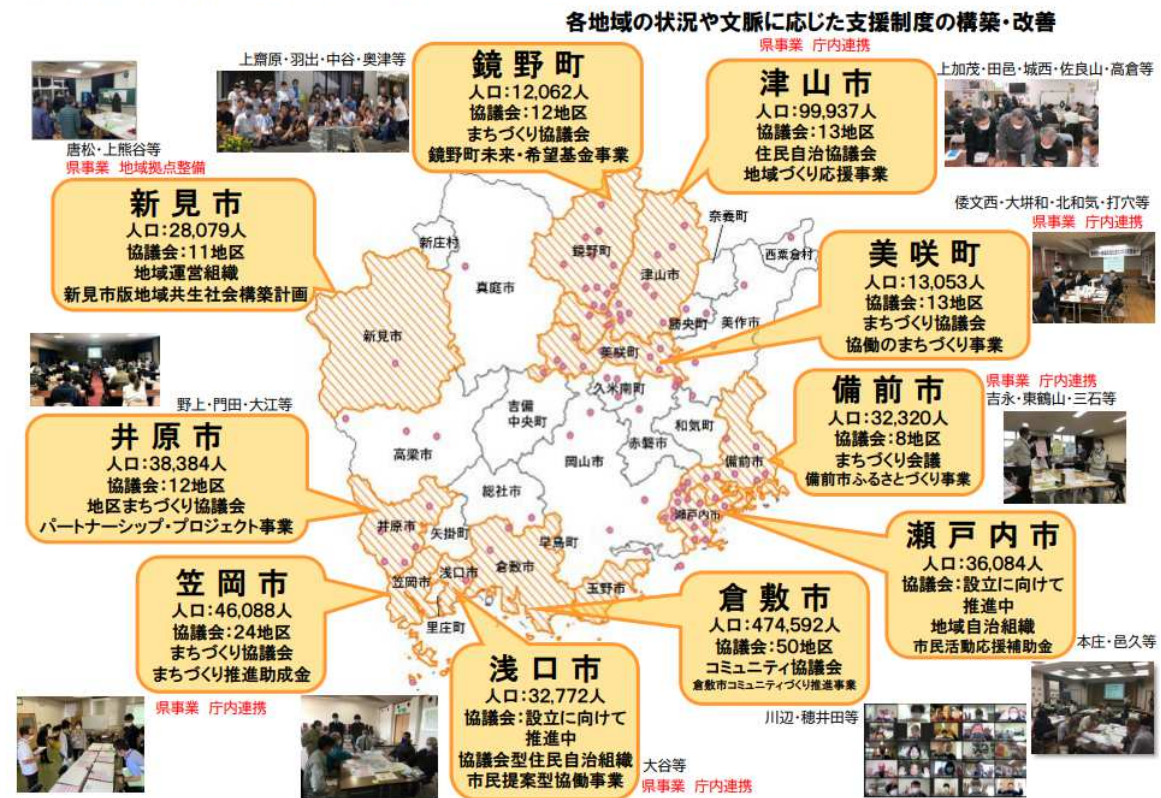 各地域の状況や文脈に応じた支援制度の構築・改善
県事業 庁内連携
上齋原・羽出・中谷・奥津等
鏡野町
人口:12,062人
協議会:12地区
まちづくり協議会
鏡野町未来・希望基金事業
津山市
人口:99,937人
協議会:13地区
住民自治協議会
地域づくり応援事業
上加茂・田邑・城西・佐良山・高倉等
唐松・上熊谷等
県事業 地域拠点整備
新見市
人口:28,079人
協議会:11地区
地域運営組織
新見市版地域共生社会構築計画
倭文西・大垪和・北和気・打穴等
県事業 庁内連携
美咲町
人口:13,053人
協議会:13地区
まちづくり協議会
協働のまちづくり事業
奈義町
新庄村
鏡野町
西粟倉村
津山市
真庭市
勝央町
美作市
新見市
美咲町
久米南町
吉備
中央町
和気町
赤磐市
高梁市
岡山市
備前市
総社市
瀬戸内市
井原市
矢掛町
早島町
倉敷市
浅口市
笠岡市
玉野市
里庄町
野上・門田・大江等
井原市
人口:38,384人
協議会:12地区
地区まちづくり協議会
パートナーシップ・プロジェクト事業
備前市
人口:32,320人
協議会:8地区
まちづくり会議
備前市ふるさとづくり事業
県事業 庁内連携
吉永・東鶴山・三石等
笠岡市
人口:46,088人
協議会:24地区
まちづくり協議会
まちづくり推進助成金
県事業 庁内連携
浅口市
人口:32,772人
協議会:設立に向けて
推進中
協議会型住民自治組織
市民提案型協働事業
大谷等
県事業 庁内連携
倉敷市
人口:474,592人
協議会:50地区
コミュニティ協議会
倉敷市コミュニティづくり推進事業
川辺・穂井田等
瀬戸内市
人口:36,084人
協議会:設立に向けて
推進中
地域自治組織
市民活動応援補助金
本庄・邑久等